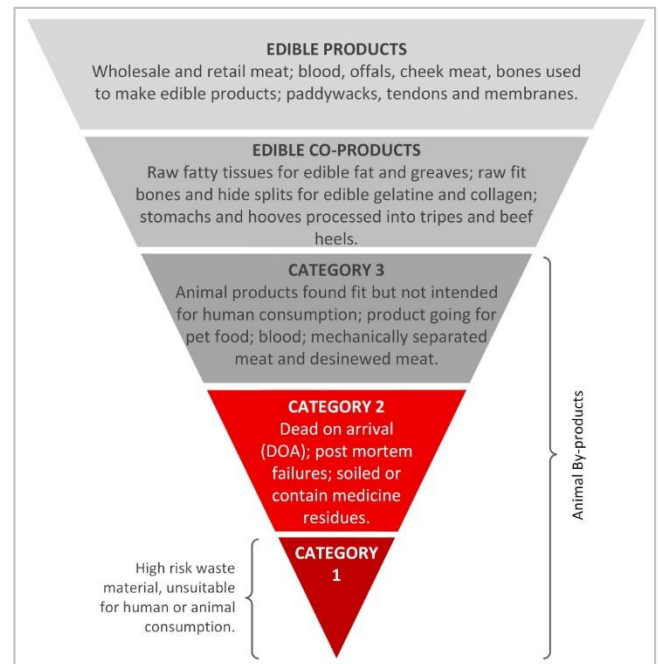 EDIBLE PRODUCTS
Wholesale and retail meat; blood, offals, cheek meat, bones used
to make edible products; paddywacks, tendons and membranes.
EDIBLE CO-PRODUCTS
Raw fatty tissues for edible fat and greaves; raw fit
bones and hide splits for edible gelatine and collagen;
stomachs and hooves processed into tripes and beef
heels.
CATEGORY 3
Animal products found fit but not intended
for human consumption; product going for
pet food; blood; mechanically separated
meat and desinewed meat.
CATEGORY 2
Dead on arrival
(DOA); post mortem
failures; soiled or
contain medicine
residues.
Animal By-products
CATEGORY
1
High risk waste
material, unsuitable
for human or animal
consumption.